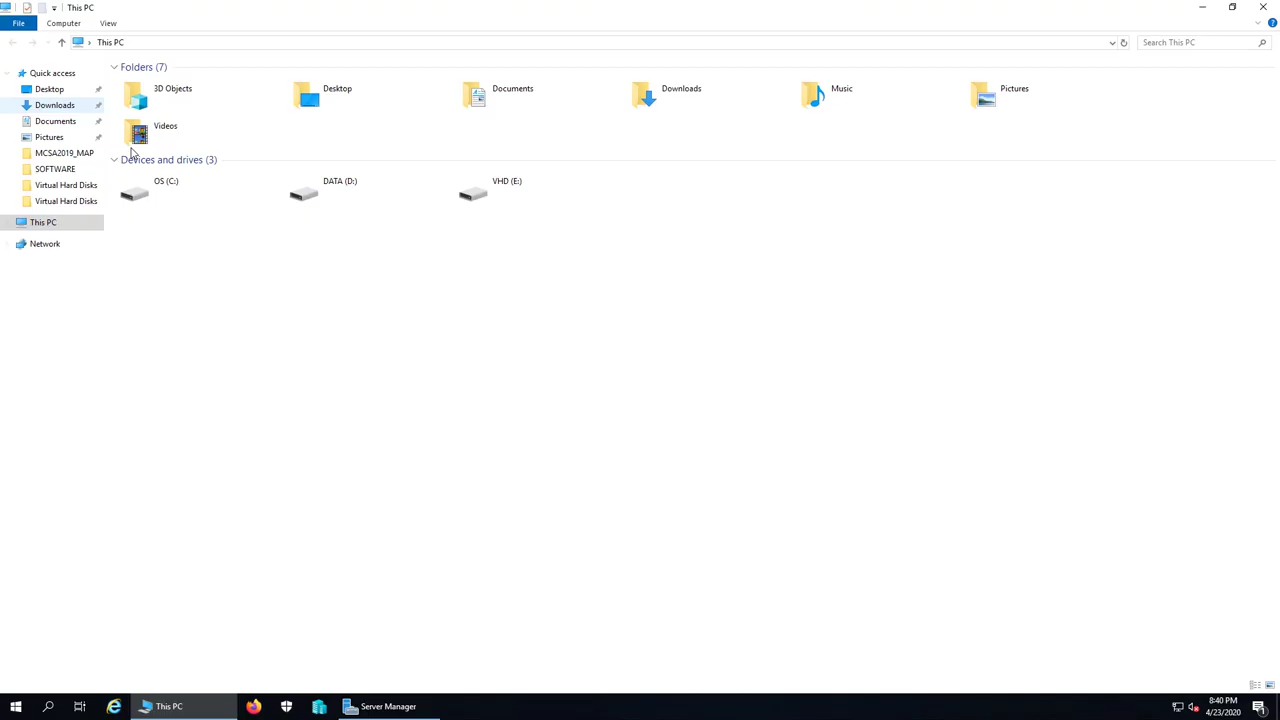 This PC
File Computer View
This PC
Search This PC
Quick access
Desktop
Downloads
Documents
Pictures
MCSA2019_MAP
SOFTWARE
Virtual Hard Disks
Virtual Hard Disks
This PC
Network
Folders (7)
3D Objects Desktop Documents Downloads Music Pictures
Videos
Devices and drives (3)
OS (C:) DATA (D:) VHD (E:)
This PC Server Manager
8:40 PM
4/23/2020
1